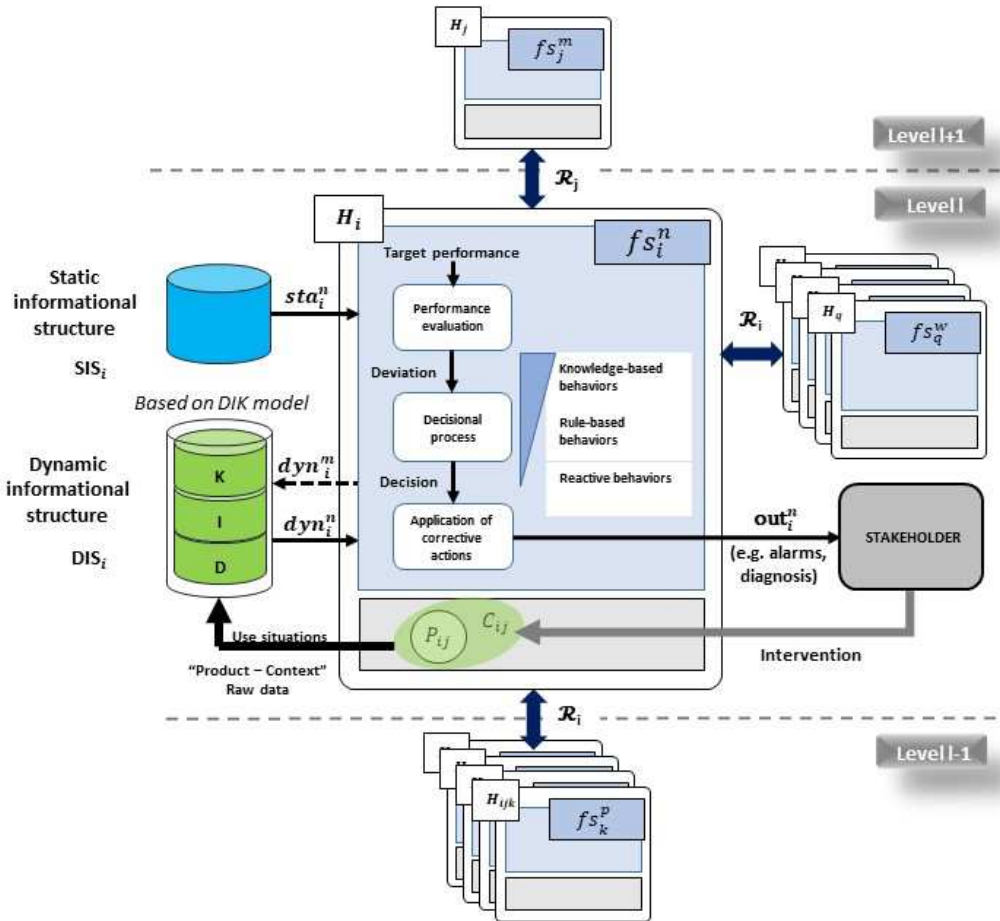 H_j
fs_j^m
Level l+1
ℛ_j
Level l
H_i
fs_i^n
Static
informational
structure
SIS_i
sta_i^n
Target performance
Performance
evaluation
Deviation
Decisional
process
Decision
Application of
corrective
actions
Knowledge-based
behaviors
Rule-based
behaviors
Reactive behaviors
ℛ_i
H_q
fs_q^w
Based on DIK model
Dynamic
informational
structure
DIS_i
K
I
D
dyn_i^m
dyn_i^n
out_i^n
(e.g. alarms,
diagnosis)
STAKEHOLDER
P_ij
C_ij
Use situations
"Product – Context"
Raw data
Intervention
ℛ_i
Level l-1
H_ijk
fs_k^p